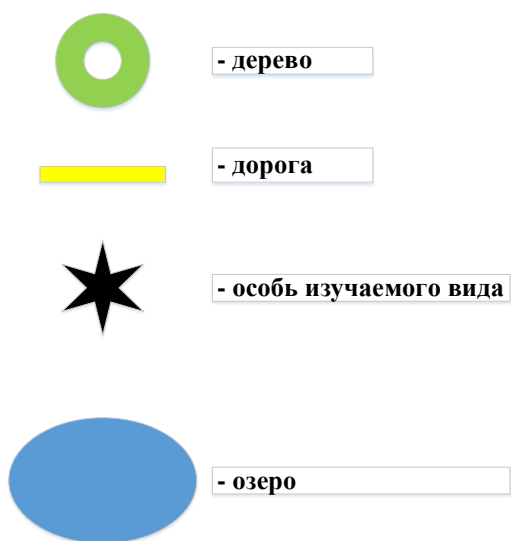 - дерево
- дорога
- особь изучаемого вида
- озеро